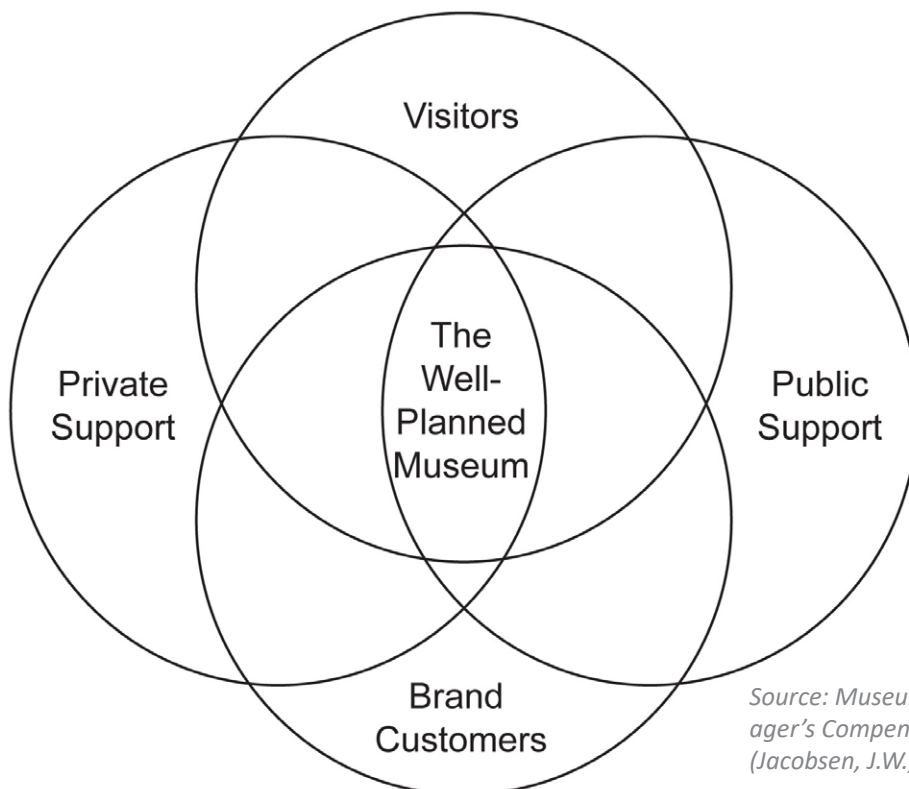 Visitors
The
Well-
Planned
Museum
Private
Support
Public
Support
Brand
Customers
Source: Museu
ager's Compen
(Jacobsen, J.W.,